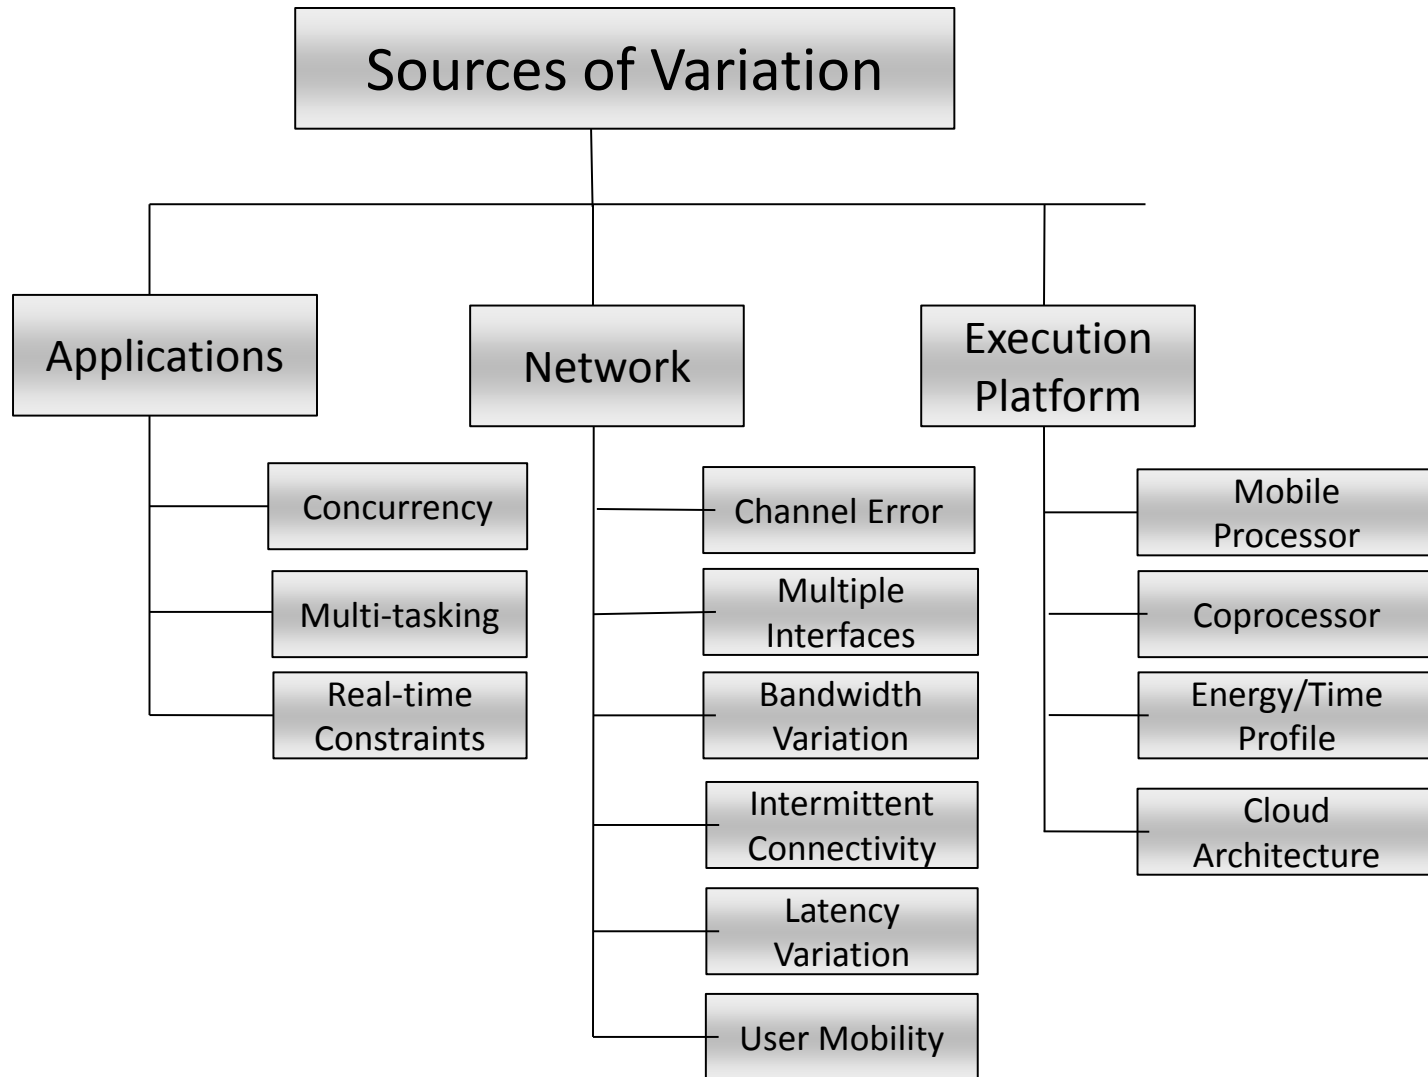 Sources of Variation
Applications
Concurrency
Multi-tasking
Real-time
Constraints
Network
Channel Error
Multiple
Interfaces
Bandwidth
Variation
Intermittent
Connectivity
Latency
Variation
User Mobility
Execution
Platform
Mobile
Processor
Coprocessor
Energy/Time
Profile
Cloud
Architecture